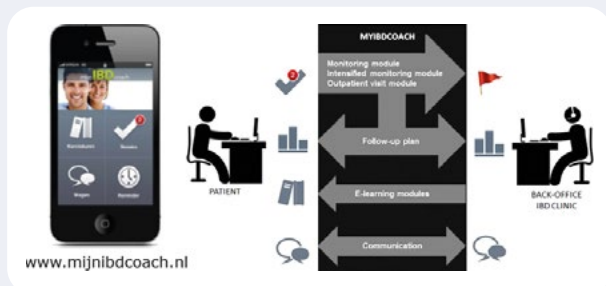 IBD
www.mijnibdcoach.nl
2
PATIENT
MYIBDCOACH
Monitoring module
Intensified monitoring module
Outpatient visit module
Follow-up plan
E-learning modules
Communication
BACK-OFFICE
IBD CLINIC